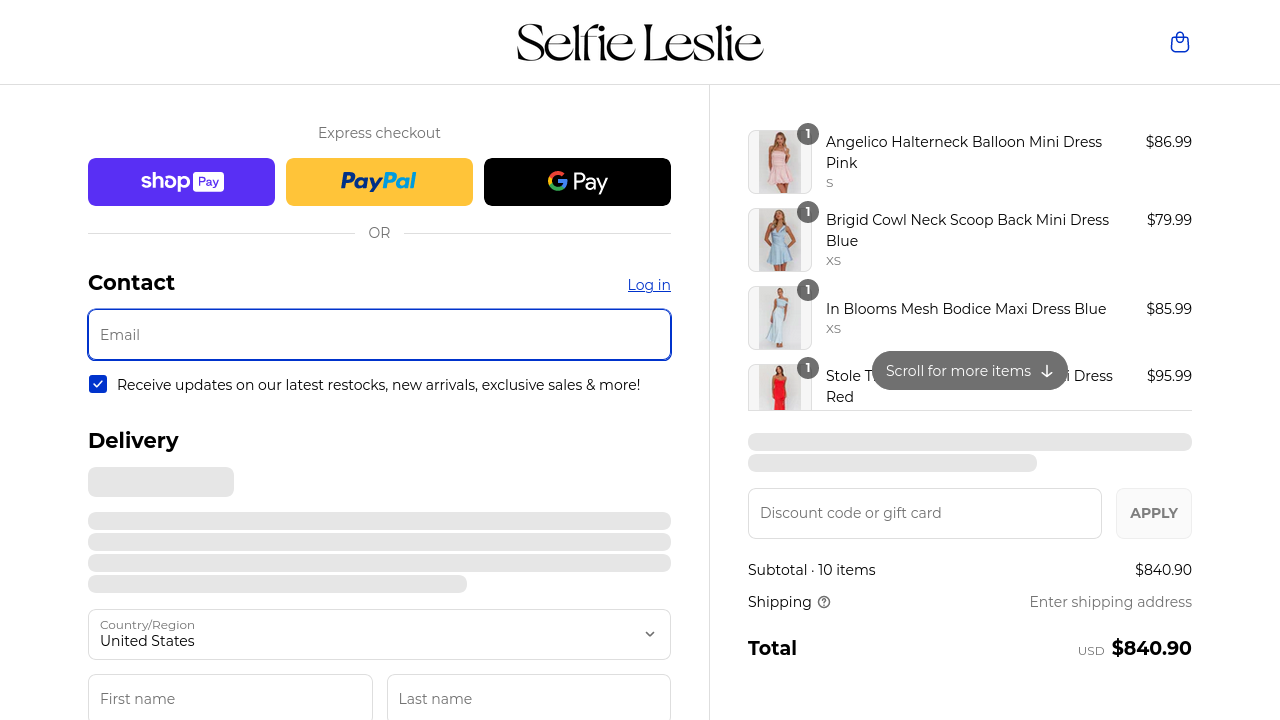 Selfie Leslie
Express checkout
shop Pay
PayPal
G Pay
OR
Contact
Log in
Email
Receive updates on our latest restocks, new arrivals, exclusive sales & more!
Delivery
Country/Region
United States
First name
Last name
1
Angelico Halterneck Balloon Mini Dress
Pink
$86.99
S
1
Brigid Cowl Neck Scoop Back Mini Dress
Blue
$79.99
XS
1
In Blooms Mesh Bodice Maxi Dress Blue
$85.99
XS
1
Stole
Dress
Red
$95.99
Scroll for more items
Discount code or gift card
APPLY
Subtotal · 10 items
$840.90
Shipping
Enter shipping address
Total
USD $840.90